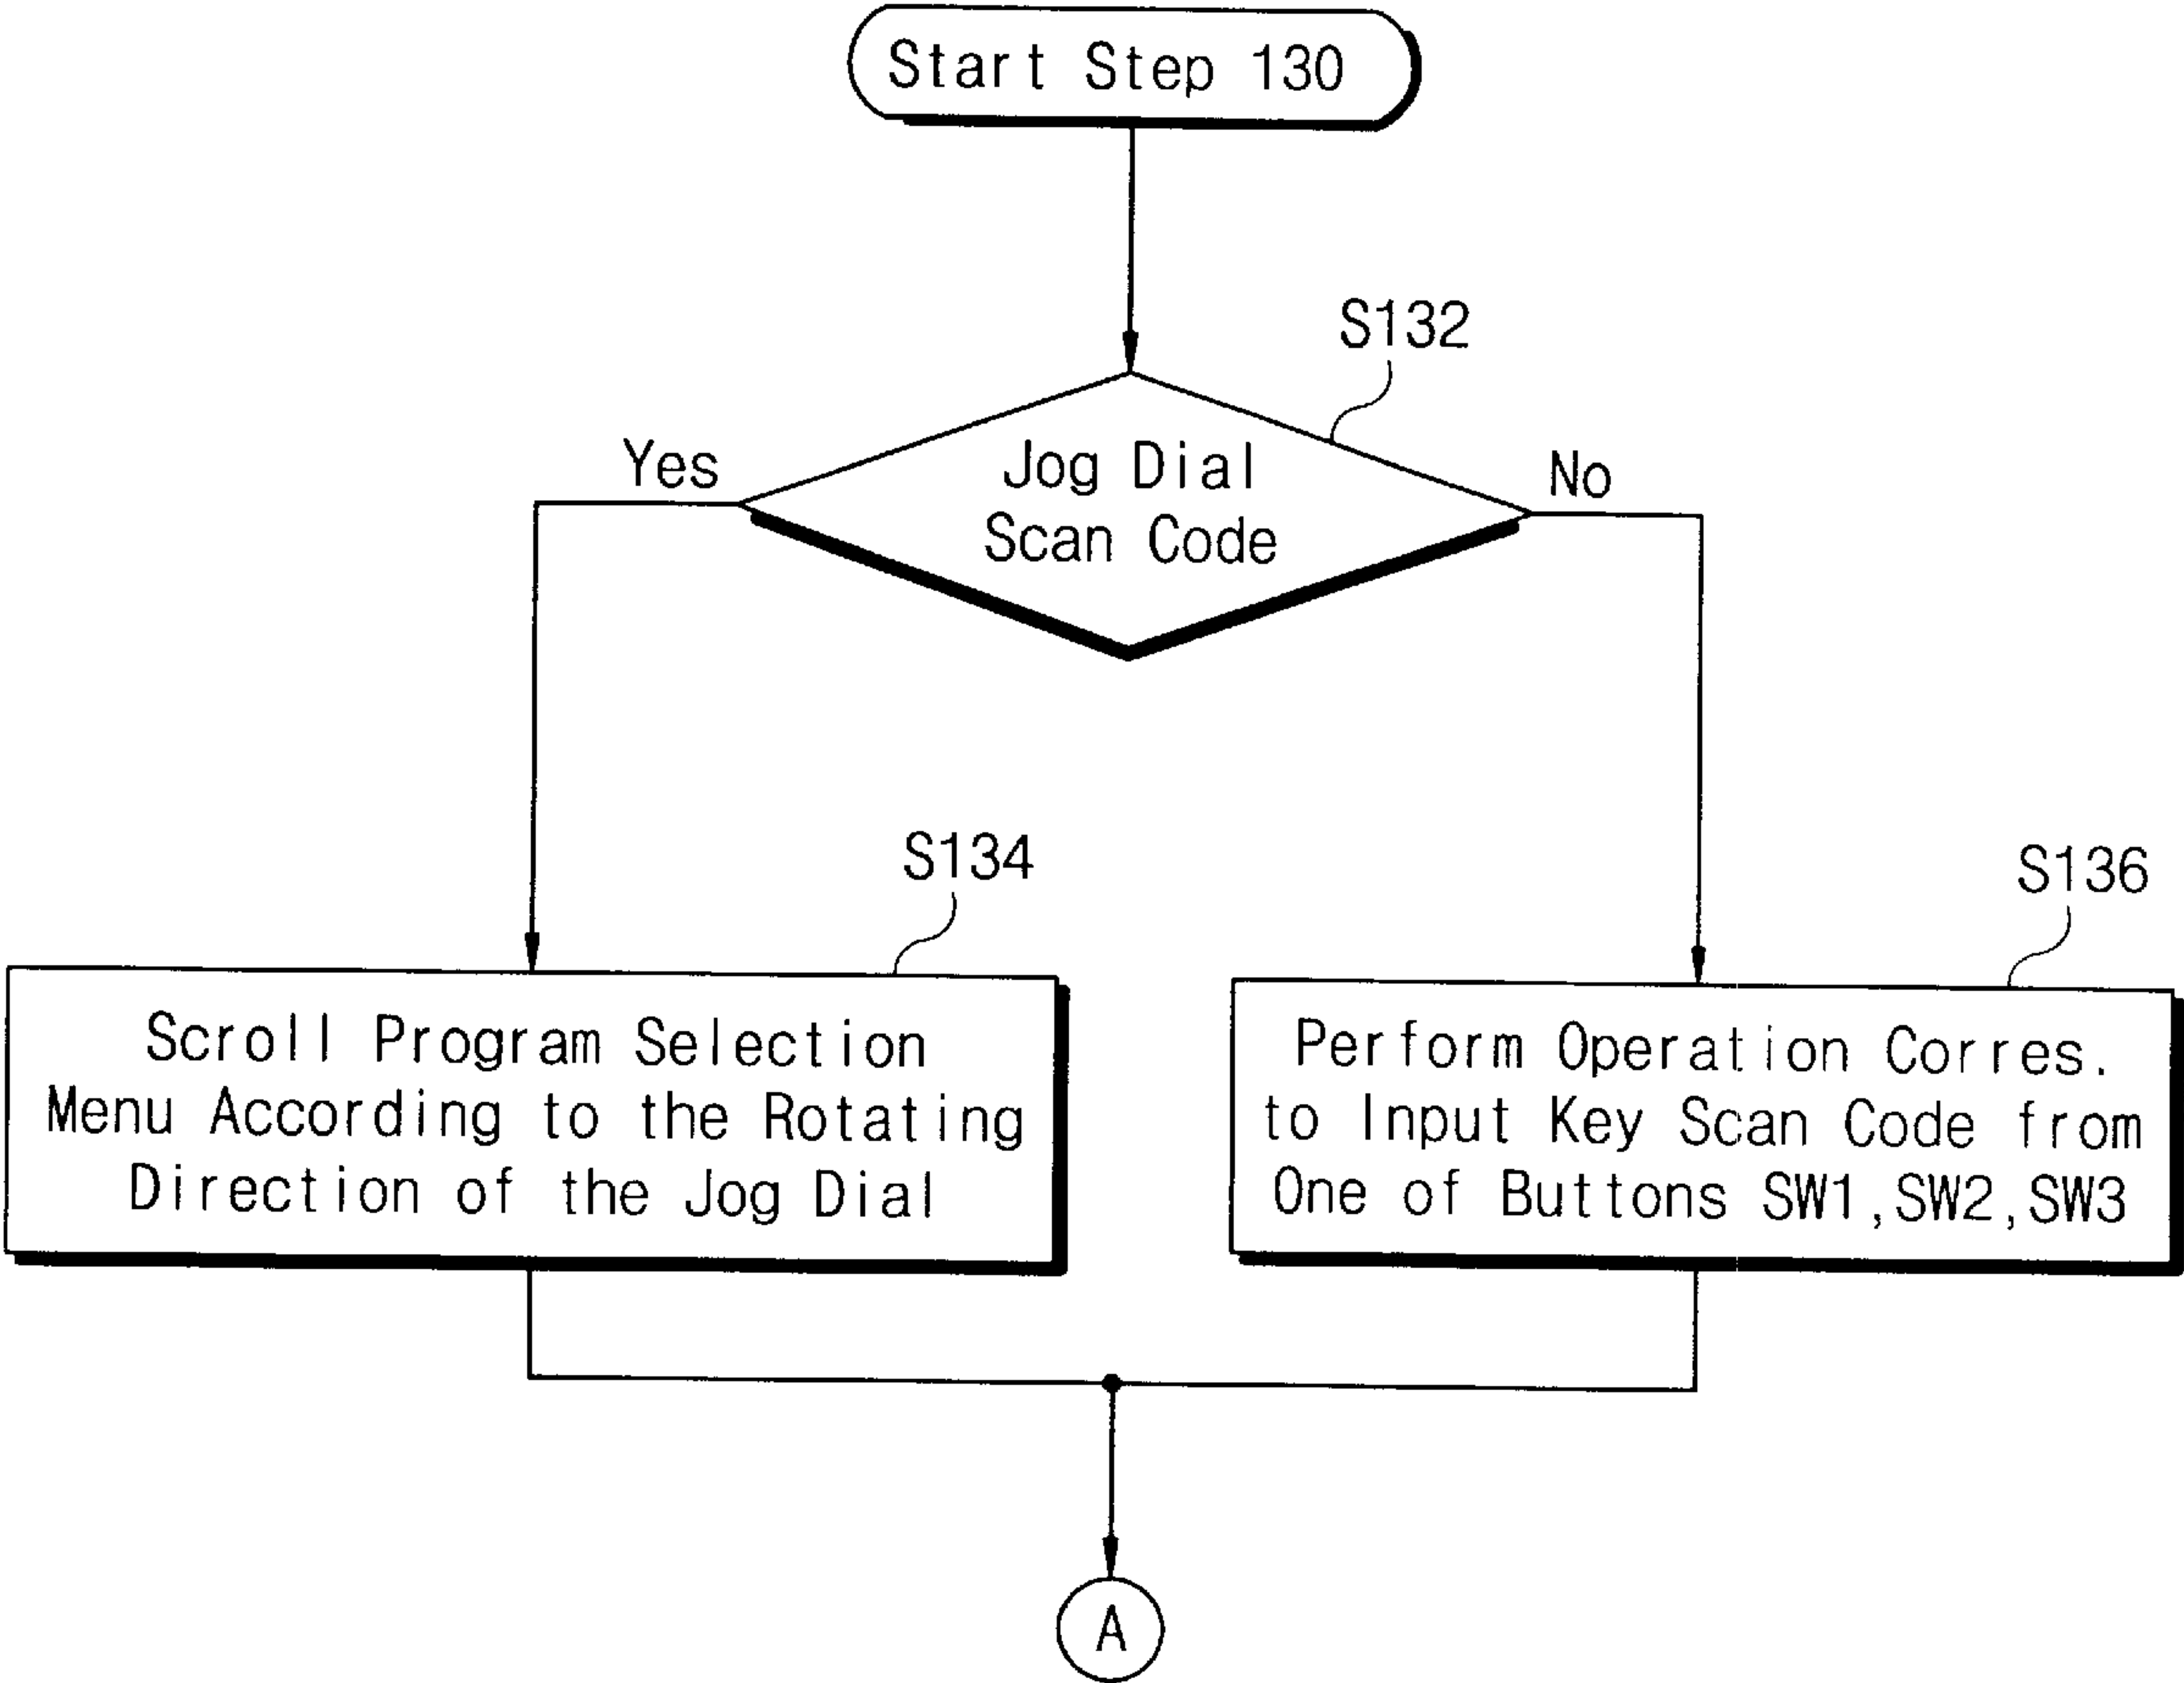 Start Step 130
S132
Yes
Jog Dial
Scan Code
No
S134
Scroll Program Selection
Menu According to the Rotating
Direction of the Jog Dial
S136
Perform Operation Corres.
to Input Key Scan Code from
One of Buttons SW1,SW2,SW3
A